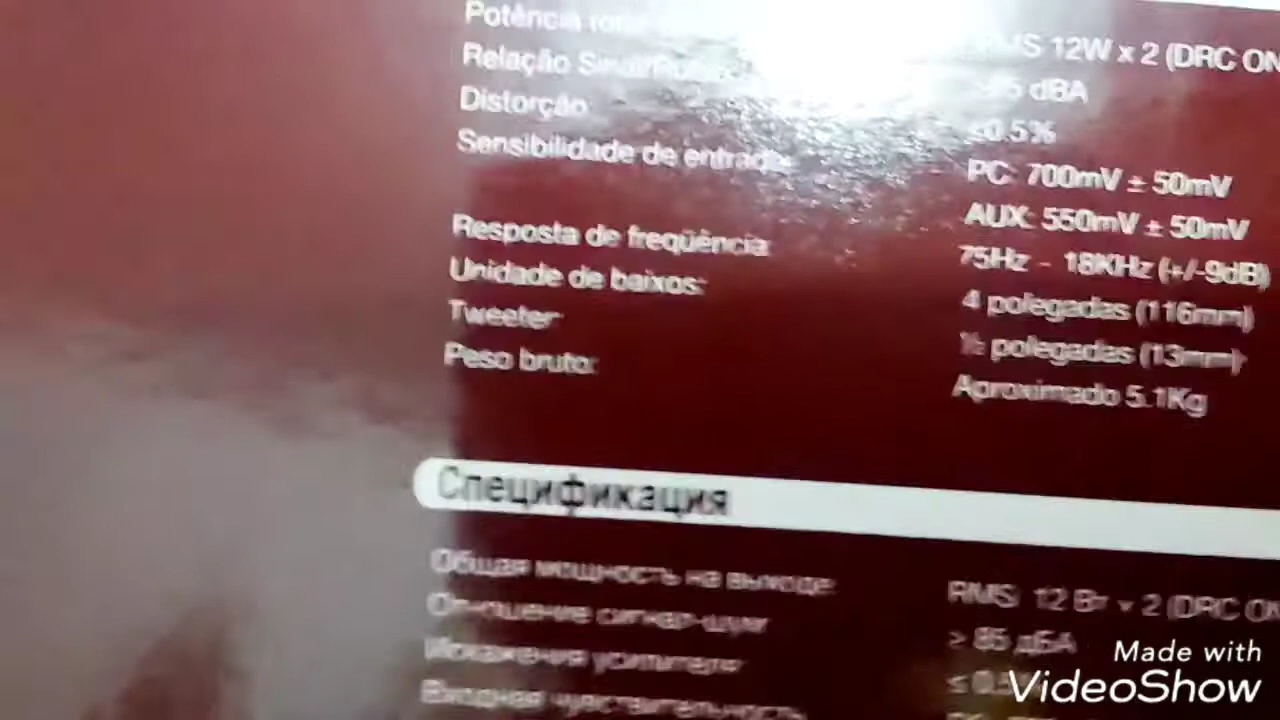 Potência
RMS 12W x 2 (DRC ON
Relação Sinal/Ruído
dBA
Distorção:
≤0.5%
Sensibilidade de entrada:
PC: 700mV ± 50mV
AUX: 550mV ± 50mV
Resposta de freqüência:
75Hz - 18KHz (+/-9dB)
Unidade de baixos:
4 polegadas (116mm)
Tweeter:
½ polegadas (13mm)
Peso bruto:
Aproximado 5.1Kg
Спецификация
Общая мощность на выходе:
RMS: 12 Вт × 2 (DRC ON
Отношение сигнал-шум:
≥ 85 дБА
Искажения усилителя:
Входная чувствительность:
Made with
VideoShow